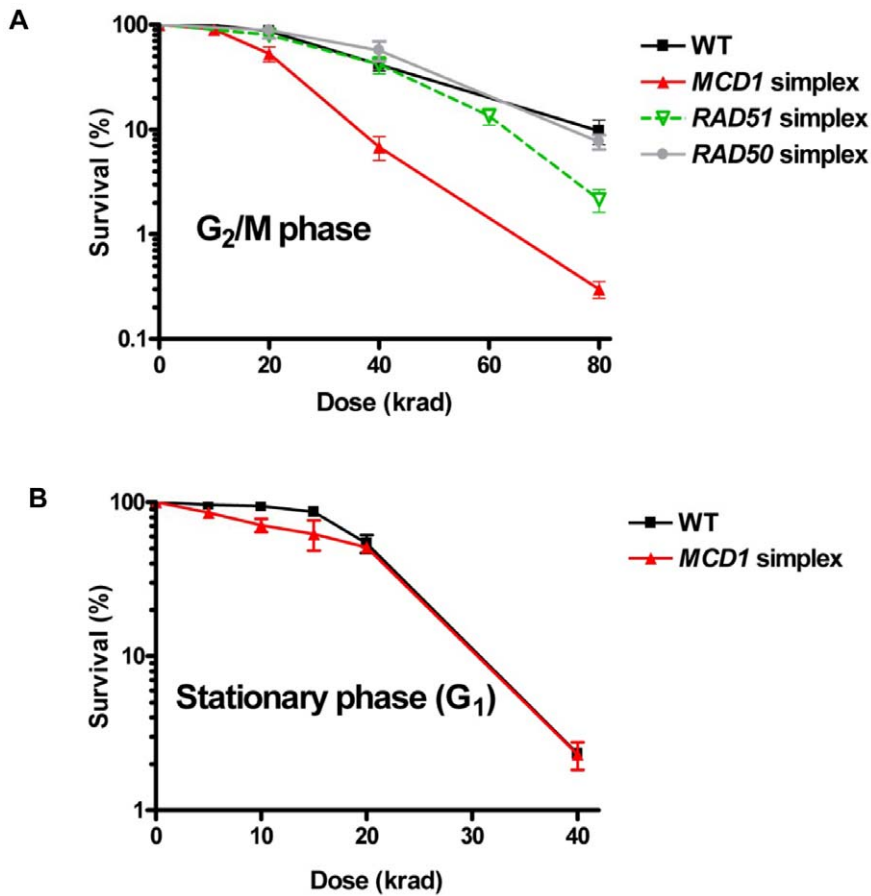 A
100
10
1
0.1
Survival (%)
G₂/M phase
0 20 40 60 80
Dose (krad)
WT
MCD1 simplex
RAD51 simplex
RAD50 simplex
B
100
10
1
Survival (%)
Stationary phase (G₁)
0 10 20 30 40
Dose (krad)
WT
MCD1 simplex